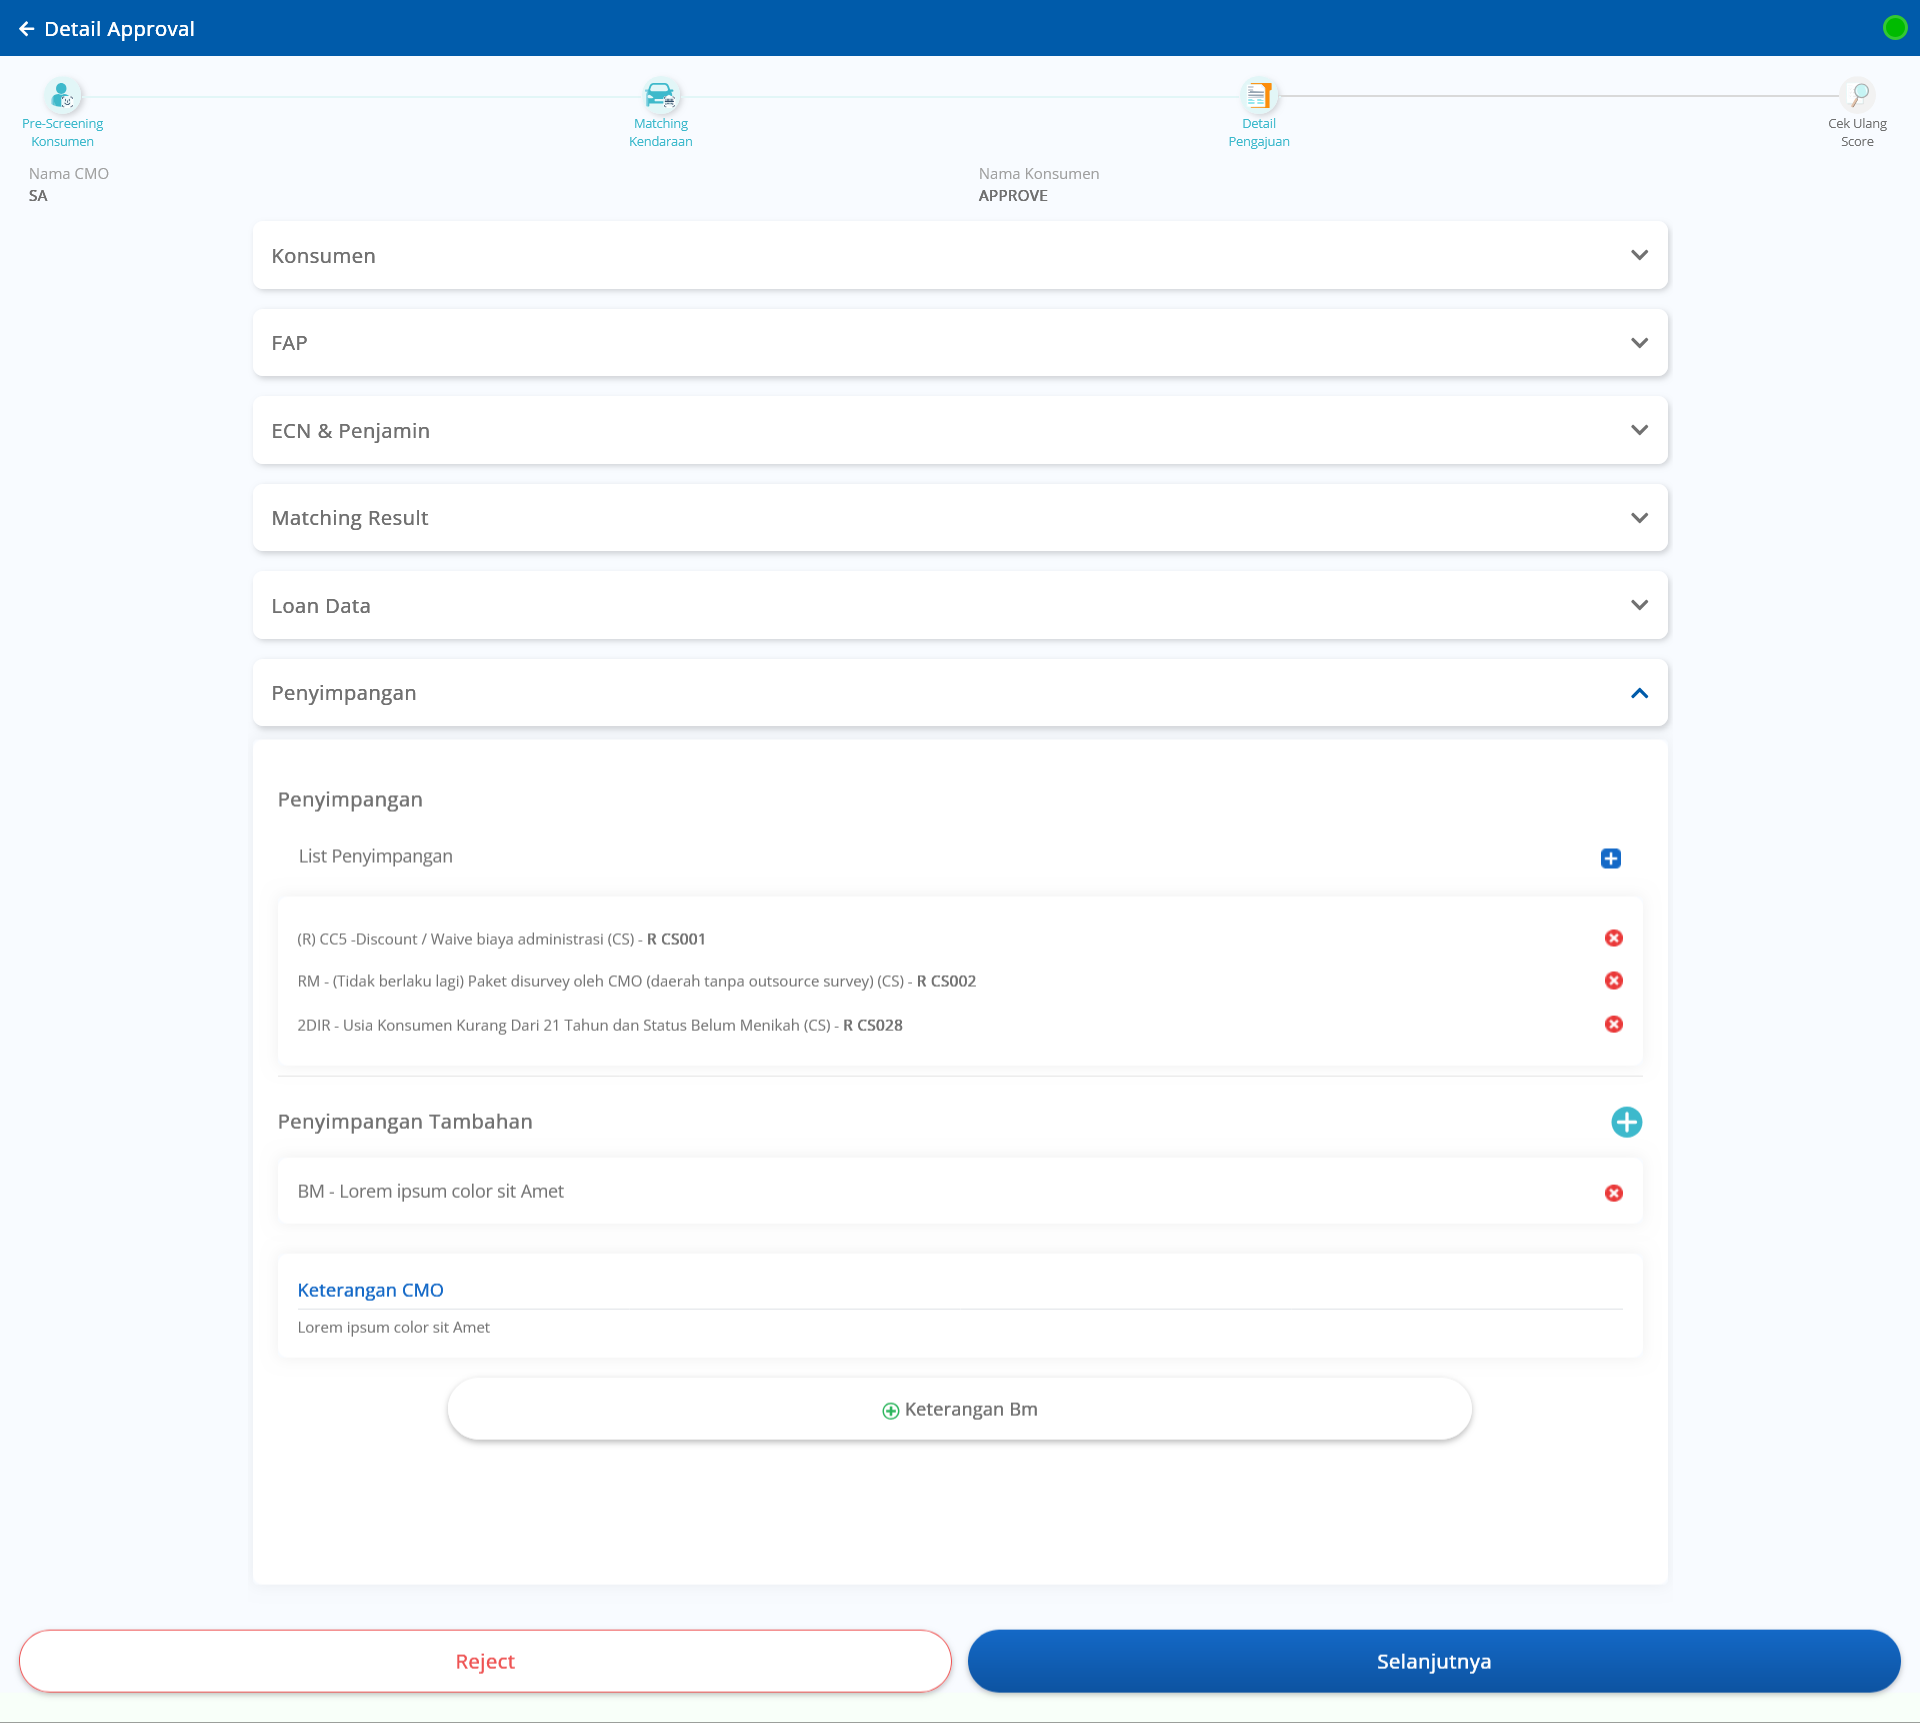 Detail Approval
Pre-Screening
Konsumen
Matching
Kendaraan
Detail
Pengajuan
Cek Ulang
Score
Nama CMO
SA
Nama Konsumen
APPROVE
Konsumen
FAP
ECN & Penjamin
Matching Result
Loan Data
Penyimpangan
Penyimpangan
List Penyimpangan
(R) CC5 -Discount / Waive biaya administrasi (CS) - R CS001
RM - (Tidak berlaku lagi) Paket disurvey oleh CMO (daerah tanpa outsource survey) (CS) - R CS002
2DIR - Usia Konsumen Kurang Dari 21 Tahun dan Status Belum Menikah (CS) - R CS028
Penyimpangan Tambahan
BM - Lorem ipsum color sit Amet
Keterangan CMO
Lorem ipsum color sit Amet
Keterangan Bm
Reject
Selanjutnya